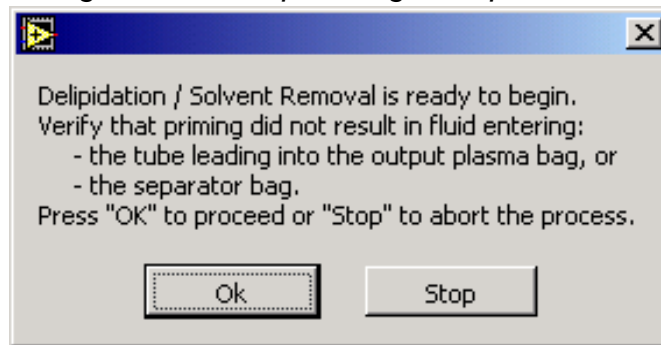 Delipidation / Solvent Removal is ready to begin.
Verify that priming did not result in fluid entering:
- the tube leading into the output plasma bag, or
- the separator bag.
Press "OK" to proceed or "Stop" to abort the process.
Ok
Stop